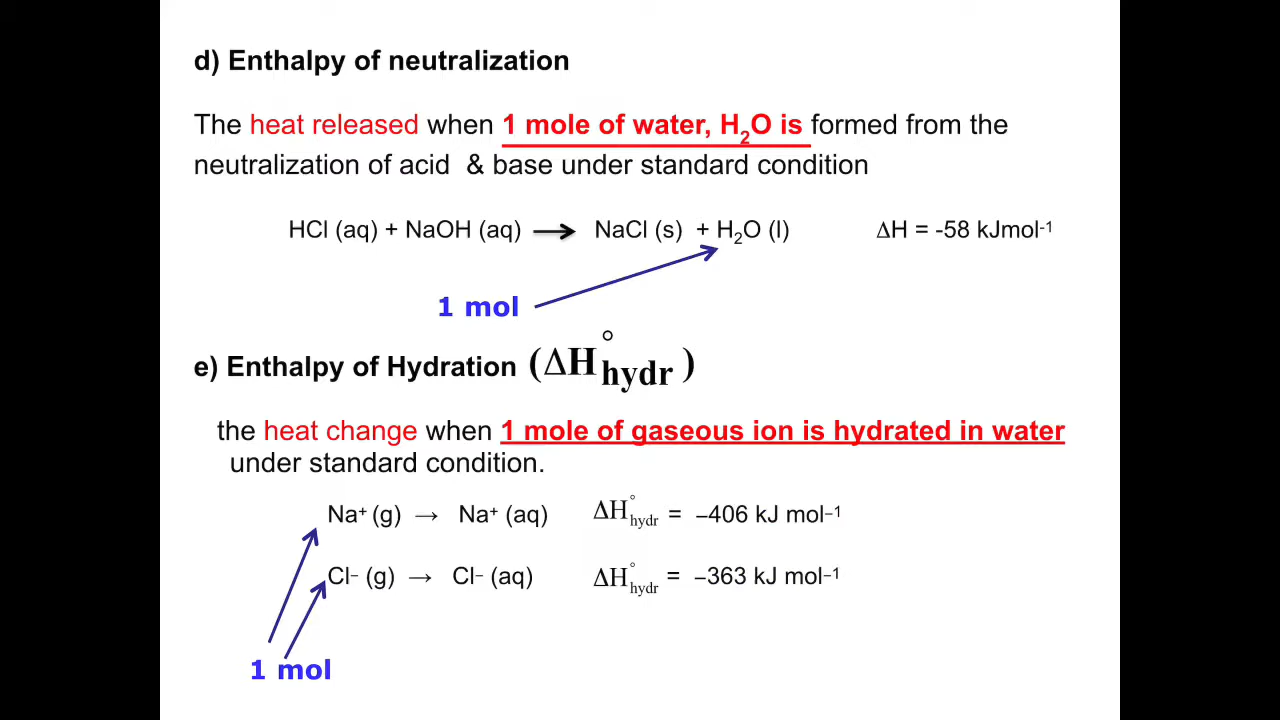 d) Enthalpy of neutralization
The heat released when 1 mole of water, H₂O is formed from the
neutralization of acid & base under standard condition
HCl (aq) + NaOH (aq) → NaCl (s) + H₂O (l) ΔH = -58 kJmol⁻¹
1 mol
e) Enthalpy of Hydration (ΔH°hydr)
the heat change when 1 mole of gaseous ion is hydrated in water
under standard condition.
Na⁺ (g) → Na⁺ (aq) ΔH°hydr = –406 kJ mol⁻¹
Cl⁻ (g) → Cl⁻ (aq) ΔH°hydr = –363 kJ mol⁻¹
1 mol